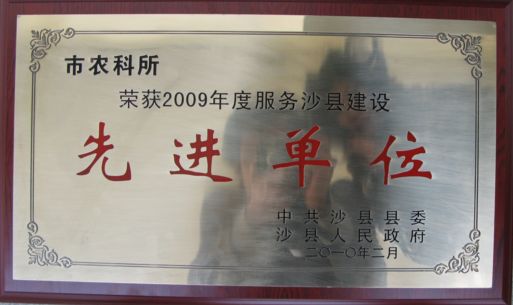 市农科所
荣获2009年度服务沙县建设
先进单位
中共沙县县委
沙县人民政府
二〇一〇年二月